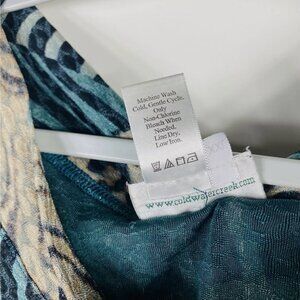 Machine Wash
Cold, Gentle Cycle.
Only
Non-Chlorine
Bleach When
Needed.
Line Dry,
Low Iron.
www.coldwatercreek.com